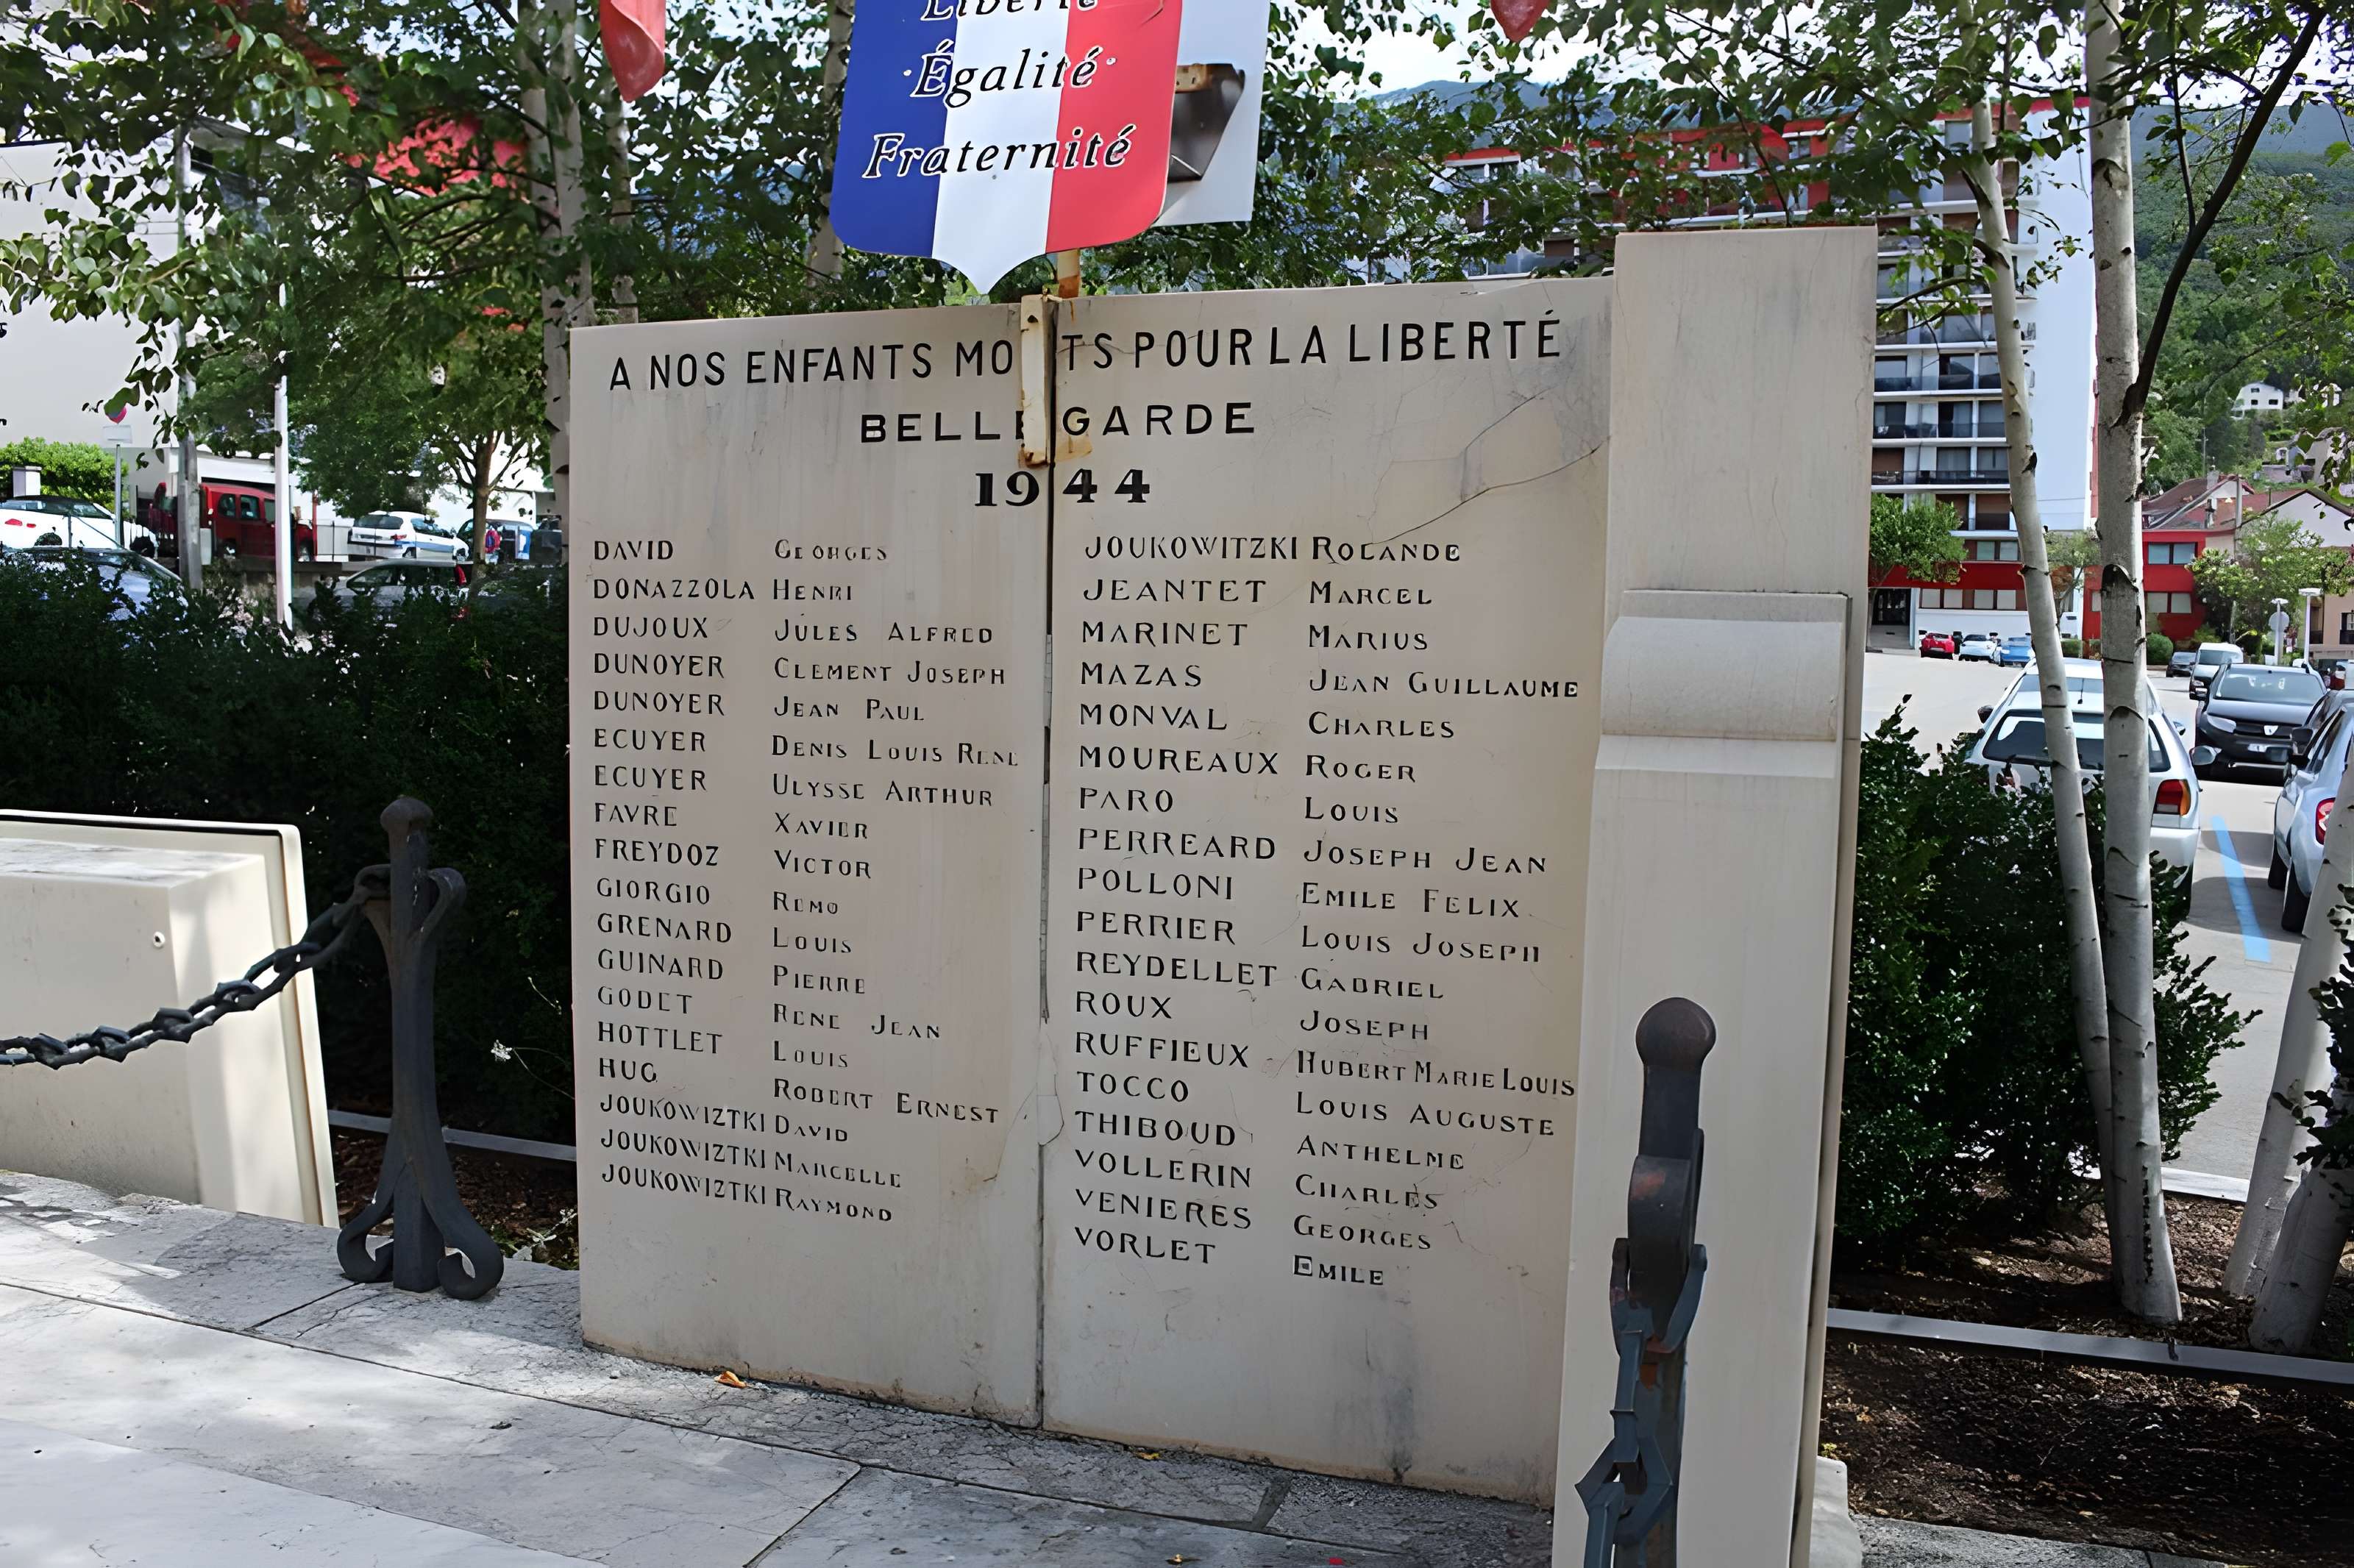 Liberté
Égalité
Fraternité
A NOS ENFANTS MORTS POUR LA LIBERTÉ
BELLEGARDE
1944
DAVID GEORGES
DONAZZOLA HENRI
DUJOUX JULES ALFRED
DUNOYER CLEMENT JOSEPH
DUNOYER JEAN PAUL
ECUYER DENIS LOUIS RENE
ECUYER ULYSSE ARTHUR
FAVRE XAVIER
FREYDOZ VICTOR
GIORGIO REMO
GRENARD LOUIS
GUINARD PIERRE
GODET RENE JEAN
HOTTLET LOUIS
HUG ROBERT ERNEST
JOUKOWIZTKI DAVID
JOUKOWIZTKI MARCELLE
JOUKOWIZTKI RAYMOND
JOUKOWITZKI ROLANDE
JEANTET MARCEL
MARINET MARIUS
MAZAS JEAN GUILLAUME
MONVAL CHARLES
MOUREAUX ROGER
PARO LOUIS
PERREARD JOSEPH JEAN
POLLONI EMILE FELIX
PERRIER LOUIS JOSEPH
REYDELLET GABRIEL
ROUX JOSEPH
RUFFIEUX HUBERT MARIE LOUIS
TOCCO LOUIS AUGUSTE
THIBOUD ANTHELME
VOLLERIN CHARLES
VENIERES GEORGES
VORLET EMILE